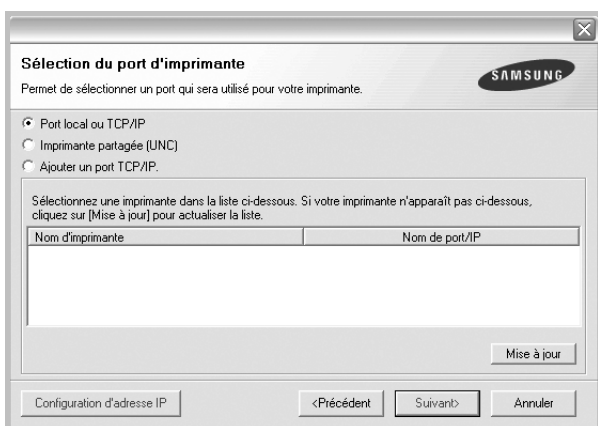 Sélection du port d'imprimante
Permet de sélectionner un port qui sera utilisé pour votre imprimante.
SAMSUNG
Port local ou TCP/IP
Imprimante partagée (UNC)
Ajouter un port TCP/IP.
Sélectionnez une imprimante dans la liste ci-dessous. Si votre imprimante n'apparaît pas ci-dessous,
cliquez sur [Mise à jour] pour actualiser la liste.
Nom d'imprimante Nom de port/IP
Mise à jour
Configuration d'adresse IP <Précédent Suivant> Annuler